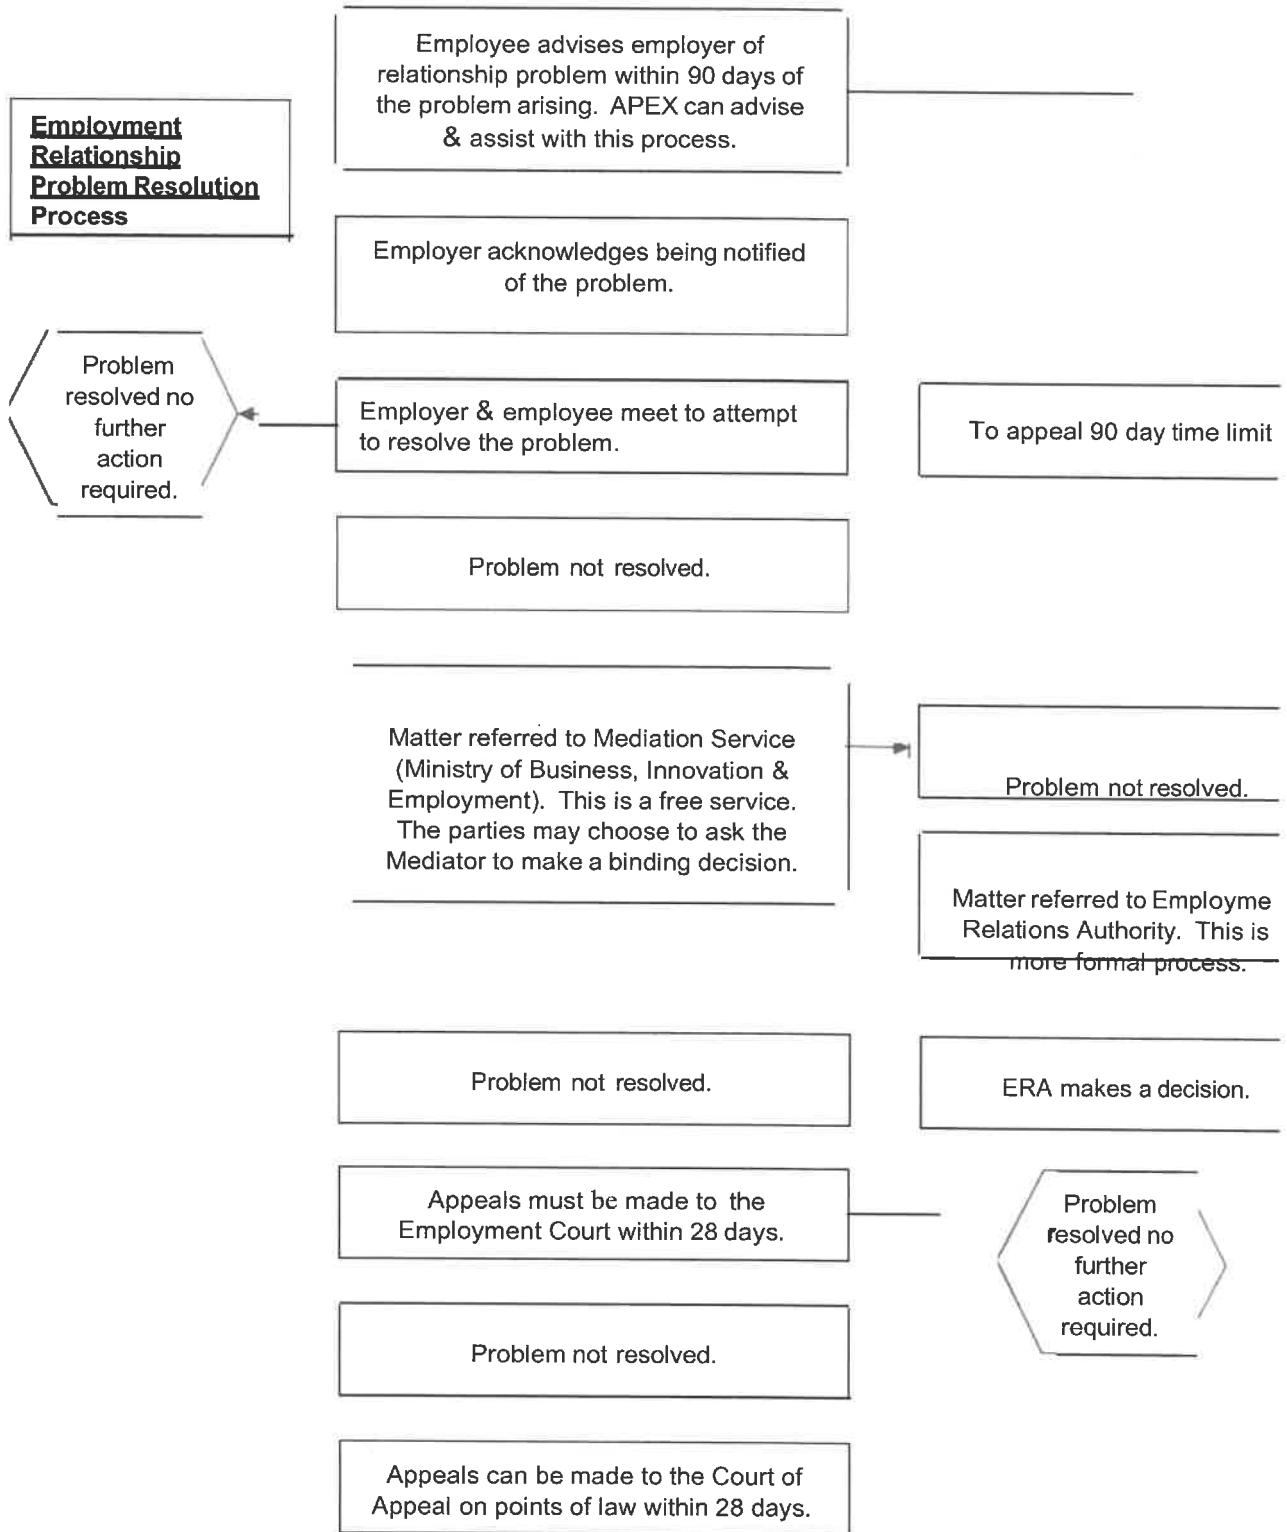 Employee advises employer of
relationship problem within 90 days of
the problem arising. APEX can advise
& assist with this process.
Employment
Relationship
Problem Resolution
Process
Employer acknowledges being notified
of the problem.
Problem
resolved no
further
action
required.
Employer & employee meet to attempt
to resolve the problem.
To appeal 90 day time limit
Problem not resolved.
Matter referred to Mediation Service
(Ministry of Business, Innovation &
Employment). This is a free service.
The parties may choose to ask the
Mediator to make a binding decision.
Problem not resolved.
Matter referred to Employme
Relations Authority. This is
more formal process.
Problem not resolved.
ERA makes a decision.
Appeals must be made to the
Employment Court within 28 days.
Problem
resolved no
further
action
required.
Problem not resolved.
Appeals can be made to the Court of
Appeal on points of law within 28 days.